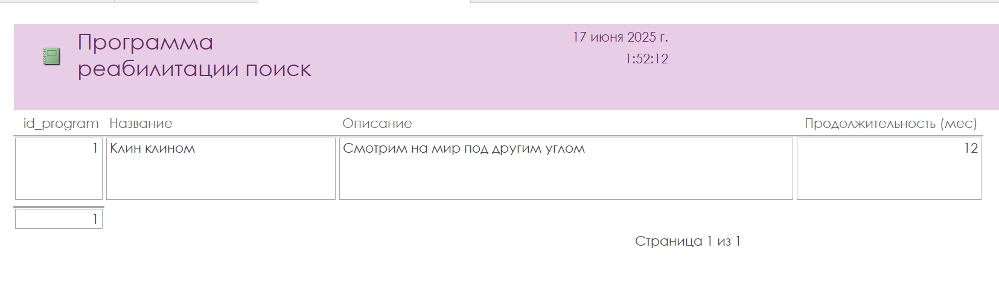 Программа
реабилитации поиск
17 июня 2025 г.
1:52:12
id_program Название Описание Продолжительность (мес)
1 Клин клином Смотрим на мир под другим углом 12
1
Страница 1 из 1